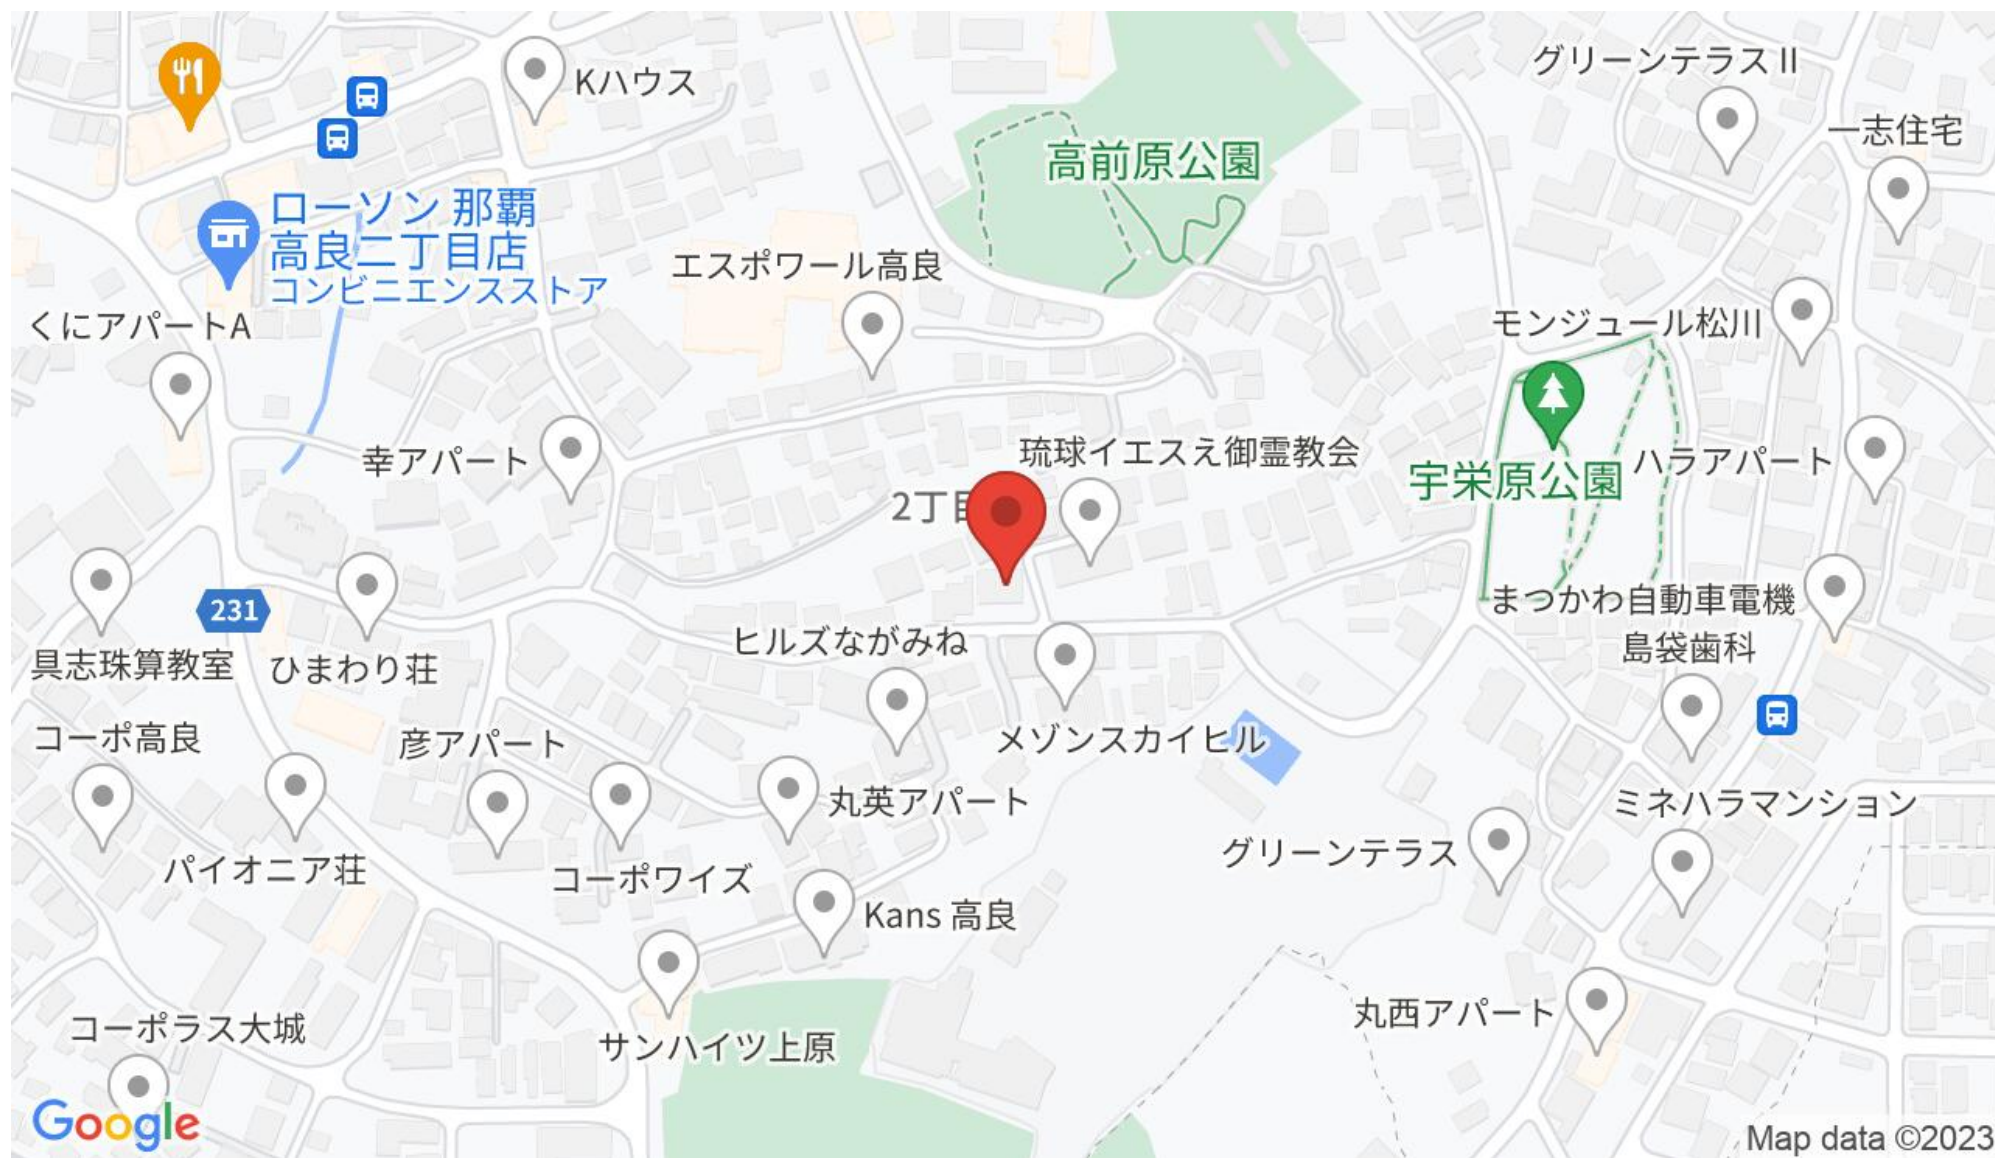 グリーンテラスⅡ
Kハウス
一志住宅
高前原公園
ローソン 那覇
高良二丁目店
コンビニエンスストア
エスポワール高良
くにアパートA
モンジュール松川
幸アパート
琉球イエスえ御霊教会
宇栄原公園
ハラアパート
2丁目
231
まつかわ自動車電機
具志珠算教室
ひまわり荘
ヒルズながみね
島袋歯科
コーポ高良
彦アパート
メゾンスカイヒル
丸英アパート
ミネハラマンション
パイオニア荘
コーポワイズ
グリーンテラス
Kans 高良
コーポラス大城
サンハイツ上原
丸西アパート
Google
Map data ©2023